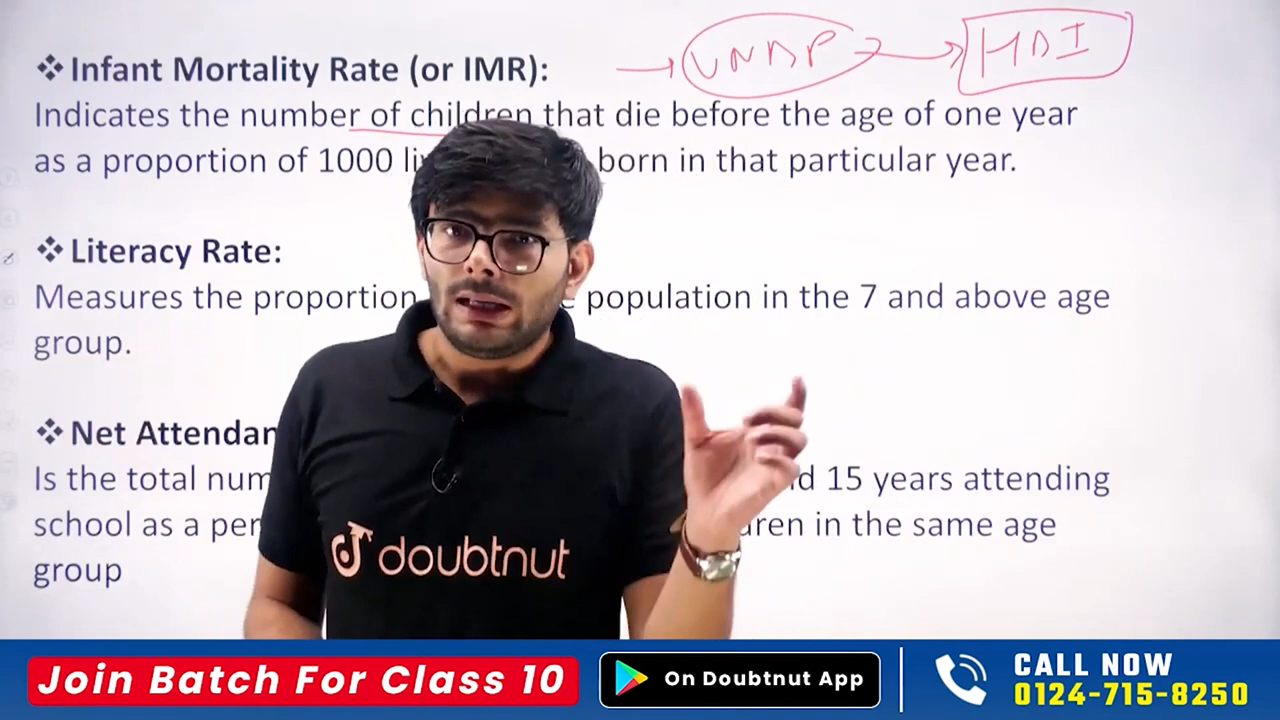 → UNDP → HDI
❖ Infant Mortality Rate (or IMR):
Indicates the number of children that die before the age of one year
as a proportion of 1000 li born in that particular year.
❖ Literacy Rate:
Measures the proportion population in the 7 and above age
group.
❖ Net Attendan
Is the total num d 15 years attending
school as a per dren in the same age
group
doubtnut
Join Batch For Class 10
On Doubtnut App
CALL NOW
0124-715-8250